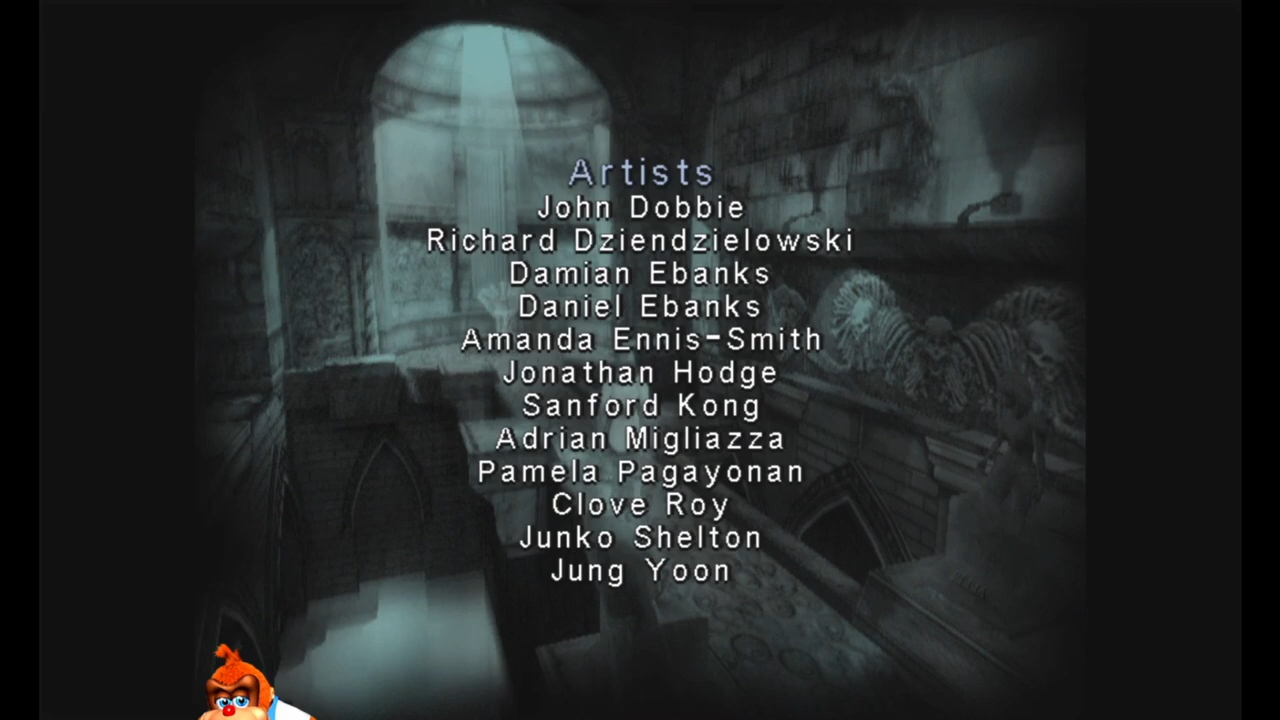 Artists
John Dobbie
Richard Dziendzielowski
Damian Ebanks
Daniel Ebanks
Amanda Ennis-Smith
Jonathan Hodge
Sanford Kong
Adrian Migliazza
Pamela Pagayonan
Clove Roy
Junko Shelton
Jung Yoon